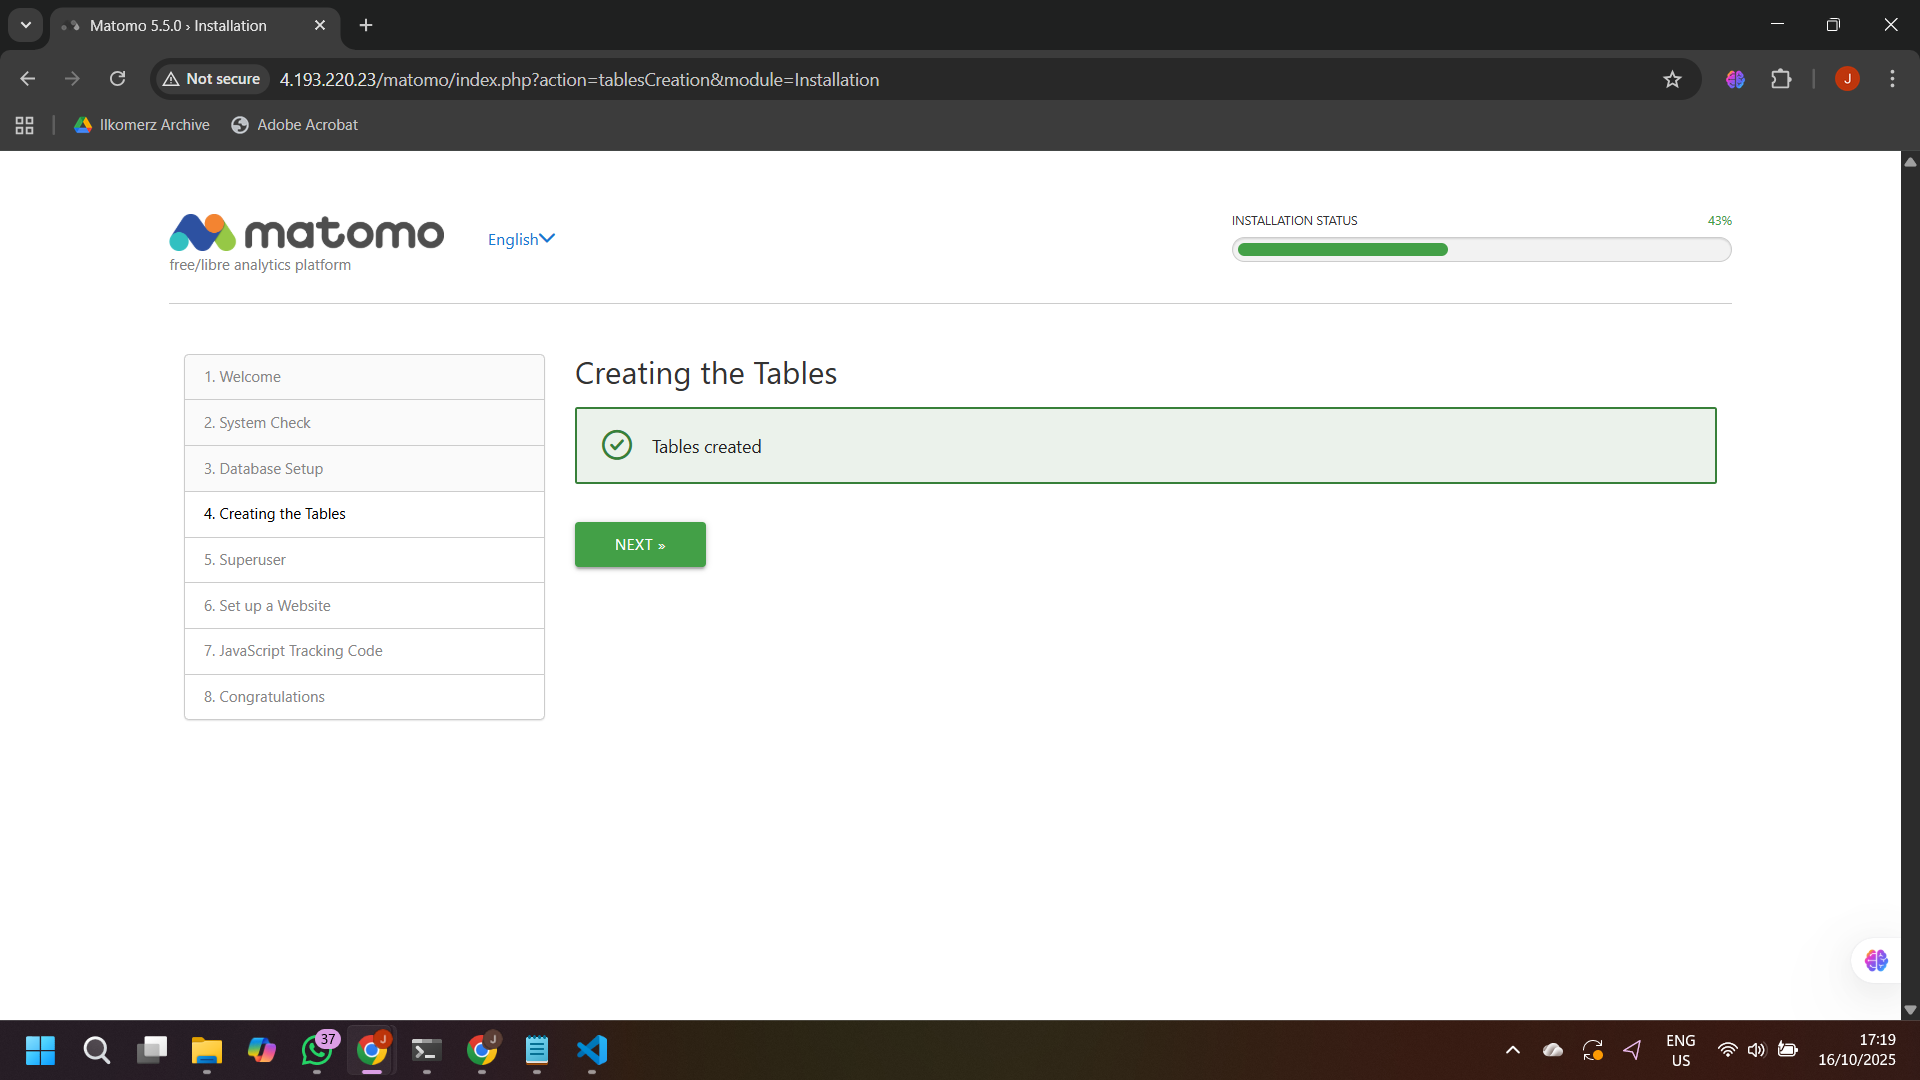 Matomo 5.5.0 › Installation
Not secure
4.193.220.23/matomo/index.php?action=tablesCreation&module=Installation
J
Ilkomerz Archive
Adobe Acrobat
matomo
free/libre analytics platform
English
INSTALLATION STATUS
43%
1. Welcome
2. System Check
3. Database Setup
4. Creating the Tables
5. Superuser
6. Set up a Website
7. JavaScript Tracking Code
8. Congratulations
Creating the Tables
Tables created
NEXT »
37
J
J
ENG
US
17:19
16/10/2025